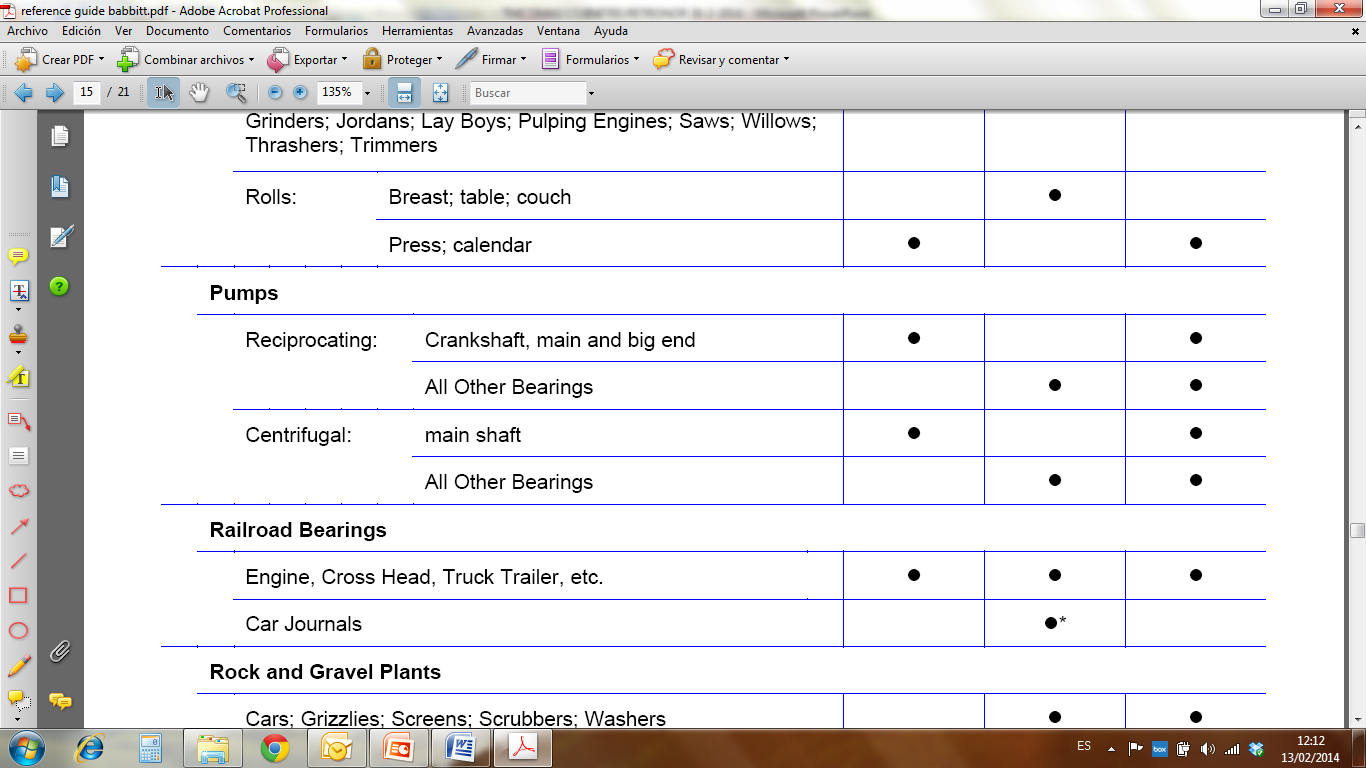 reference guide babbitt.pdf - Adobe Acrobat Professional
Archivo Edición Ver Documento Comentarios Formularios Herramientas Avanzadas Ventana Ayuda
Crear PDF Combinar archivos Exportar Proteger Firmar Formularios Revisar y comentar
15 / 21 135% Buscar
Grinders; Jordans; Lay Boys; Pulping Engines; Saws; Willows;
Thrashers; Trimmers
Rolls: Breast; table; couch ●
Press; calendar ● ●
Pumps
Reciprocating: Crankshaft, main and big end ● ●
All Other Bearings ● ●
Centrifugal: main shaft ● ●
All Other Bearings ● ●
Railroad Bearings
Engine, Cross Head, Truck Trailer, etc. ● ● ●
Car Journals ●*
Rock and Gravel Plants
Cars; Grizzlies; Screens; Scrubbers; Washers ● ●
ES 12:12
13/02/2014